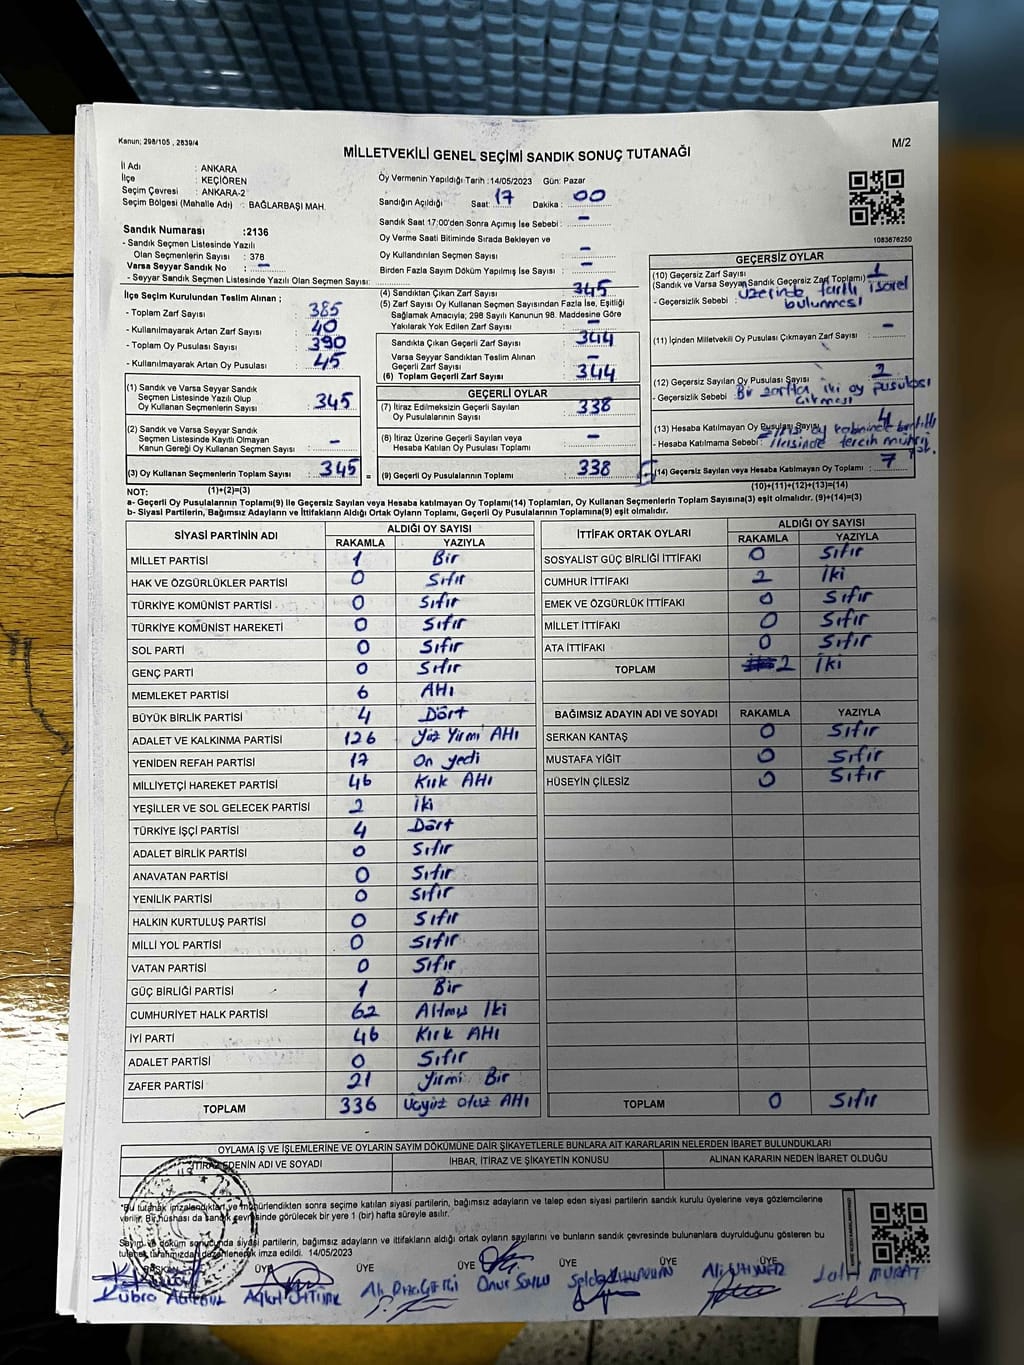 Kanun; 298/105 , 2839/4
M/2
MİLLETVEKİLİ GENEL SEÇİMİ SANDIK SONUÇ TUTANAĞI
İl Adı : ANKARA
İlçe : KEÇİÖREN
Seçim Çevresi : ANKARA-2
Seçim Bölgesi (Mahalle Adı) : BAĞLARBAŞI MAH.
Oy Vermenin Yapıldığı Tarih :14/05/2023 Gün: Pazar
Sandığın Açıldığı Saat: 17 Dakika : 00
Sandık Saat 17:00'den Sonra Açımış İse Sebebi : -
Oy Verme Saati Bitiminde Sırada Bekleyen ve
Oy Kullandırılan Seçmen Sayısı : -
Birden Fazla Sayım Döküm Yapılmış İse Sayısı : -
1083676250
Sandık Numarası :2136
- Sandık Seçmen Listesinde Yazılı
Olan Seçmenlerin Sayısı : 378
Varsa Seyyar Sandık No : -
- Seyyar Sandık Seçmen Listesinde Yazılı Olan Seçmen Sayısı:
İlçe Seçim Kurulundan Teslim Alınan ;
- Toplam Zarf Sayısı : 385
- Kullanılmayarak Artan Zarf Sayısı : 40
- Toplam Oy Pusulası Sayısı : 390
- Kullanılmayarak Artan Oy Pusulası : 45
(4) Sandıktan Çıkan Zarf Sayısı : 345
(5) Zarf Sayısı Oy Kullanan Seçmen Sayısından Fazla İse, Eşitliği
Sağlamak Amacıyla; 298 Sayılı Kanunun 98. Maddesine Göre
Yakılarak Yok Edilen Zarf Sayısı : -
Sandıkta Çıkan Geçerli Zarf Sayısı : 344
Varsa Seyyar Sandıktan Teslim Alınan
Geçerli Zarf Sayısı : -
(6) Toplam Geçerli Zarf Sayısı : 344
GEÇERSİZ OYLAR
(10) Geçersiz Zarf Sayısı : 1
(Sandık ve Varsa Seyyar Sandık Geçersiz Zarf Toplamı)
- Geçersizlik Sebebi : Üzerinde farklı işaret
bulunması
(11) İçinden Milletvekili Oy Pusulası Çıkmayan Zarf Sayısı : -
(12) Geçersiz Sayılan Oy Pusulası Sayısı : 2
- Geçersizlik Sebebi : Bir zarfta iki oy pusulası
çıkması
(13) Hesaba Katılmayan Oy Pusulası Sayısı : 4
- Hesaba Katılmama Sebebi : oy kabininde
tercih mührü yok.
(14) Geçersiz Sayılan veya Hesaba Katılmayan Oy Toplamı : 7
(10)+(11)+(12)+(13)=(14)
(1) Sandık ve Varsa Seyyar Sandık
Seçmen Listesinde Yazılı Olup
Oy Kullanan Seçmenlerin Sayısı : 345
(2) Sandık ve Varsa Seyyar Sandık
Seçmen Listesinde Kayıtlı Olmayan
Kanun Gereği Oy Kullanan Seçmen Sayısı : -
(3) Oy Kullanan Seçmenlerin Toplam Sayısı : 345 =
GEÇERLİ OYLAR
(7) İtiraz Edilmeksizin Geçerli Sayılan
Oy Pusulalarının Sayısı : 338
(8) İtiraz Üzerine Geçerli Sayılan veya
Hesaba Katılan Oy Pusulası Sayısı : -
(9) Geçerli Oy Pusulalarının Toplamı : 338
NOT: (1)+(2)=(3)
a- Geçerli Oy Pusulalarının Toplamı(9) ile Geçersiz Sayılan veya Hesaba katılmayan Oy Toplamı(14) Toplamları, Oy Kullanan Seçmenlerin Toplam Sayısına(3) eşit olmalıdır. (9)+(14)=(3)
b- Siyasi Partilerin, Bağımsız Adayların ve İttifakların Aldığı Ortak Oyların Toplamı, Geçerli Oy Pusulalarının Toplamına(9) eşit olmalıdır.
SİYASİ PARTİNİN ADI ALDIĞI OY SAYISI
RAKAMLA YAZIYLA
MİLLET PARTİSİ 1 Bir
HAK VE ÖZGÜRLÜKLER PARTİSİ 0 Sıfır
TÜRKİYE KOMÜNİST PARTİSİ 0 Sıfır
TÜRKİYE KOMÜNİST HAREKETİ 0 Sıfır
SOL PARTİ 0 Sıfır
GENÇ PARTİ 0 Sıfır
MEMLEKET PARTİSİ 6 Altı
BÜYÜK BİRLİK PARTİSİ 4 Dört
ADALET VE KALKINMA PARTİSİ 126 Yüz Yirmi Altı
YENİDEN REFAH PARTİSİ 17 On yedi
MİLLİYETÇİ HAREKET PARTİSİ 46 Kırk Altı
YEŞİLLER VE SOL GELECEK PARTİSİ 2 İki
TÜRKİYE İŞÇİ PARTİSİ 4 Dört
ADALET BİRLİK PARTİSİ 0 Sıfır
ANAVATAN PARTİSİ 0 Sıfır
YENİLİK PARTİSİ 0 Sıfır
HALKIN KURTULUŞ PARTİSİ 0 Sıfır
MİLLİ YOL PARTİSİ 0 Sıfır
VATAN PARTİSİ 0 Sıfır
GÜÇ BİRLİĞİ PARTİSİ 1 Bir
CUMHURİYET HALK PARTİSİ 62 Altmış İki
İYİ PARTİ 46 Kırk Altı
ADALET PARTİSİ 0 Sıfır
ZAFER PARTİSİ 21 Yirmi Bir
TOPLAM 336 Üçyüz Otuz Altı
İTTİFAK ORTAK OYLARI ALDIĞI OY SAYISI
RAKAMLA YAZIYLA
SOSYALİST GÜÇ BİRLİĞİ İTTİFAKI 0 Sıfır
CUMHUR İTTİFAKI 2 İki
EMEK VE ÖZGÜRLÜK İTTİFAKI 0 Sıfır
MİLLET İTTİFAKI 0 Sıfır
ATA İTTİFAKI 0 Sıfır
TOPLAM 2 İki
BAĞIMSIZ ADAYIN ADI VE SOYADI RAKAMLA YAZIYLA
SERKAN KANTAŞ 0 Sıfır
MUSTAFA YİĞİT 0 Sıfır
HÜSEYİN ÇİLESİZ 0 Sıfır
TOPLAM 0 Sıfır
OYLAMA İŞ VE İŞLEMLERİNE VE OYLARIN SAYIM DÖKÜMÜNE DAİR ŞİKAYETLERLE BUNLARA AİT KARARLARIN NELERDEN İBARET BULUNDUKLARI
İTİRAZ EDENİN ADI VE SOYADI İHBAR, İTİRAZ VE ŞİKAYETİN KONUSU ALINAN KARARIN NEDEN İBARET OLDUĞU
"Bu tutanak imzalandıktan ve mühürlendikten sonra seçime katılan siyasi partilerin, bağımsız adayların ve talep eden siyasi partilerin sandık kurulu üyelerine veya gözlemcilerine
verilir. Bir nüshası da sandık çevresinde görülecek bir yere 1 (bir) hafta süreyle asılır.
Sayım ve döküm sonucunda siyasi partilerin, bağımsız adayların ve ittifakların aldığı ortak oyların sayılarını ve bunların sandık çevresinde bulunanlara duyurulduğunu gösteren bu
tutanak tarafımızdan düzenlenerek imza edildi. 14/05/2023
BAŞKAN ÜYE ÜYE ÜYE ÜYE ÜYE ÜYE
Kübra Onur MURAT